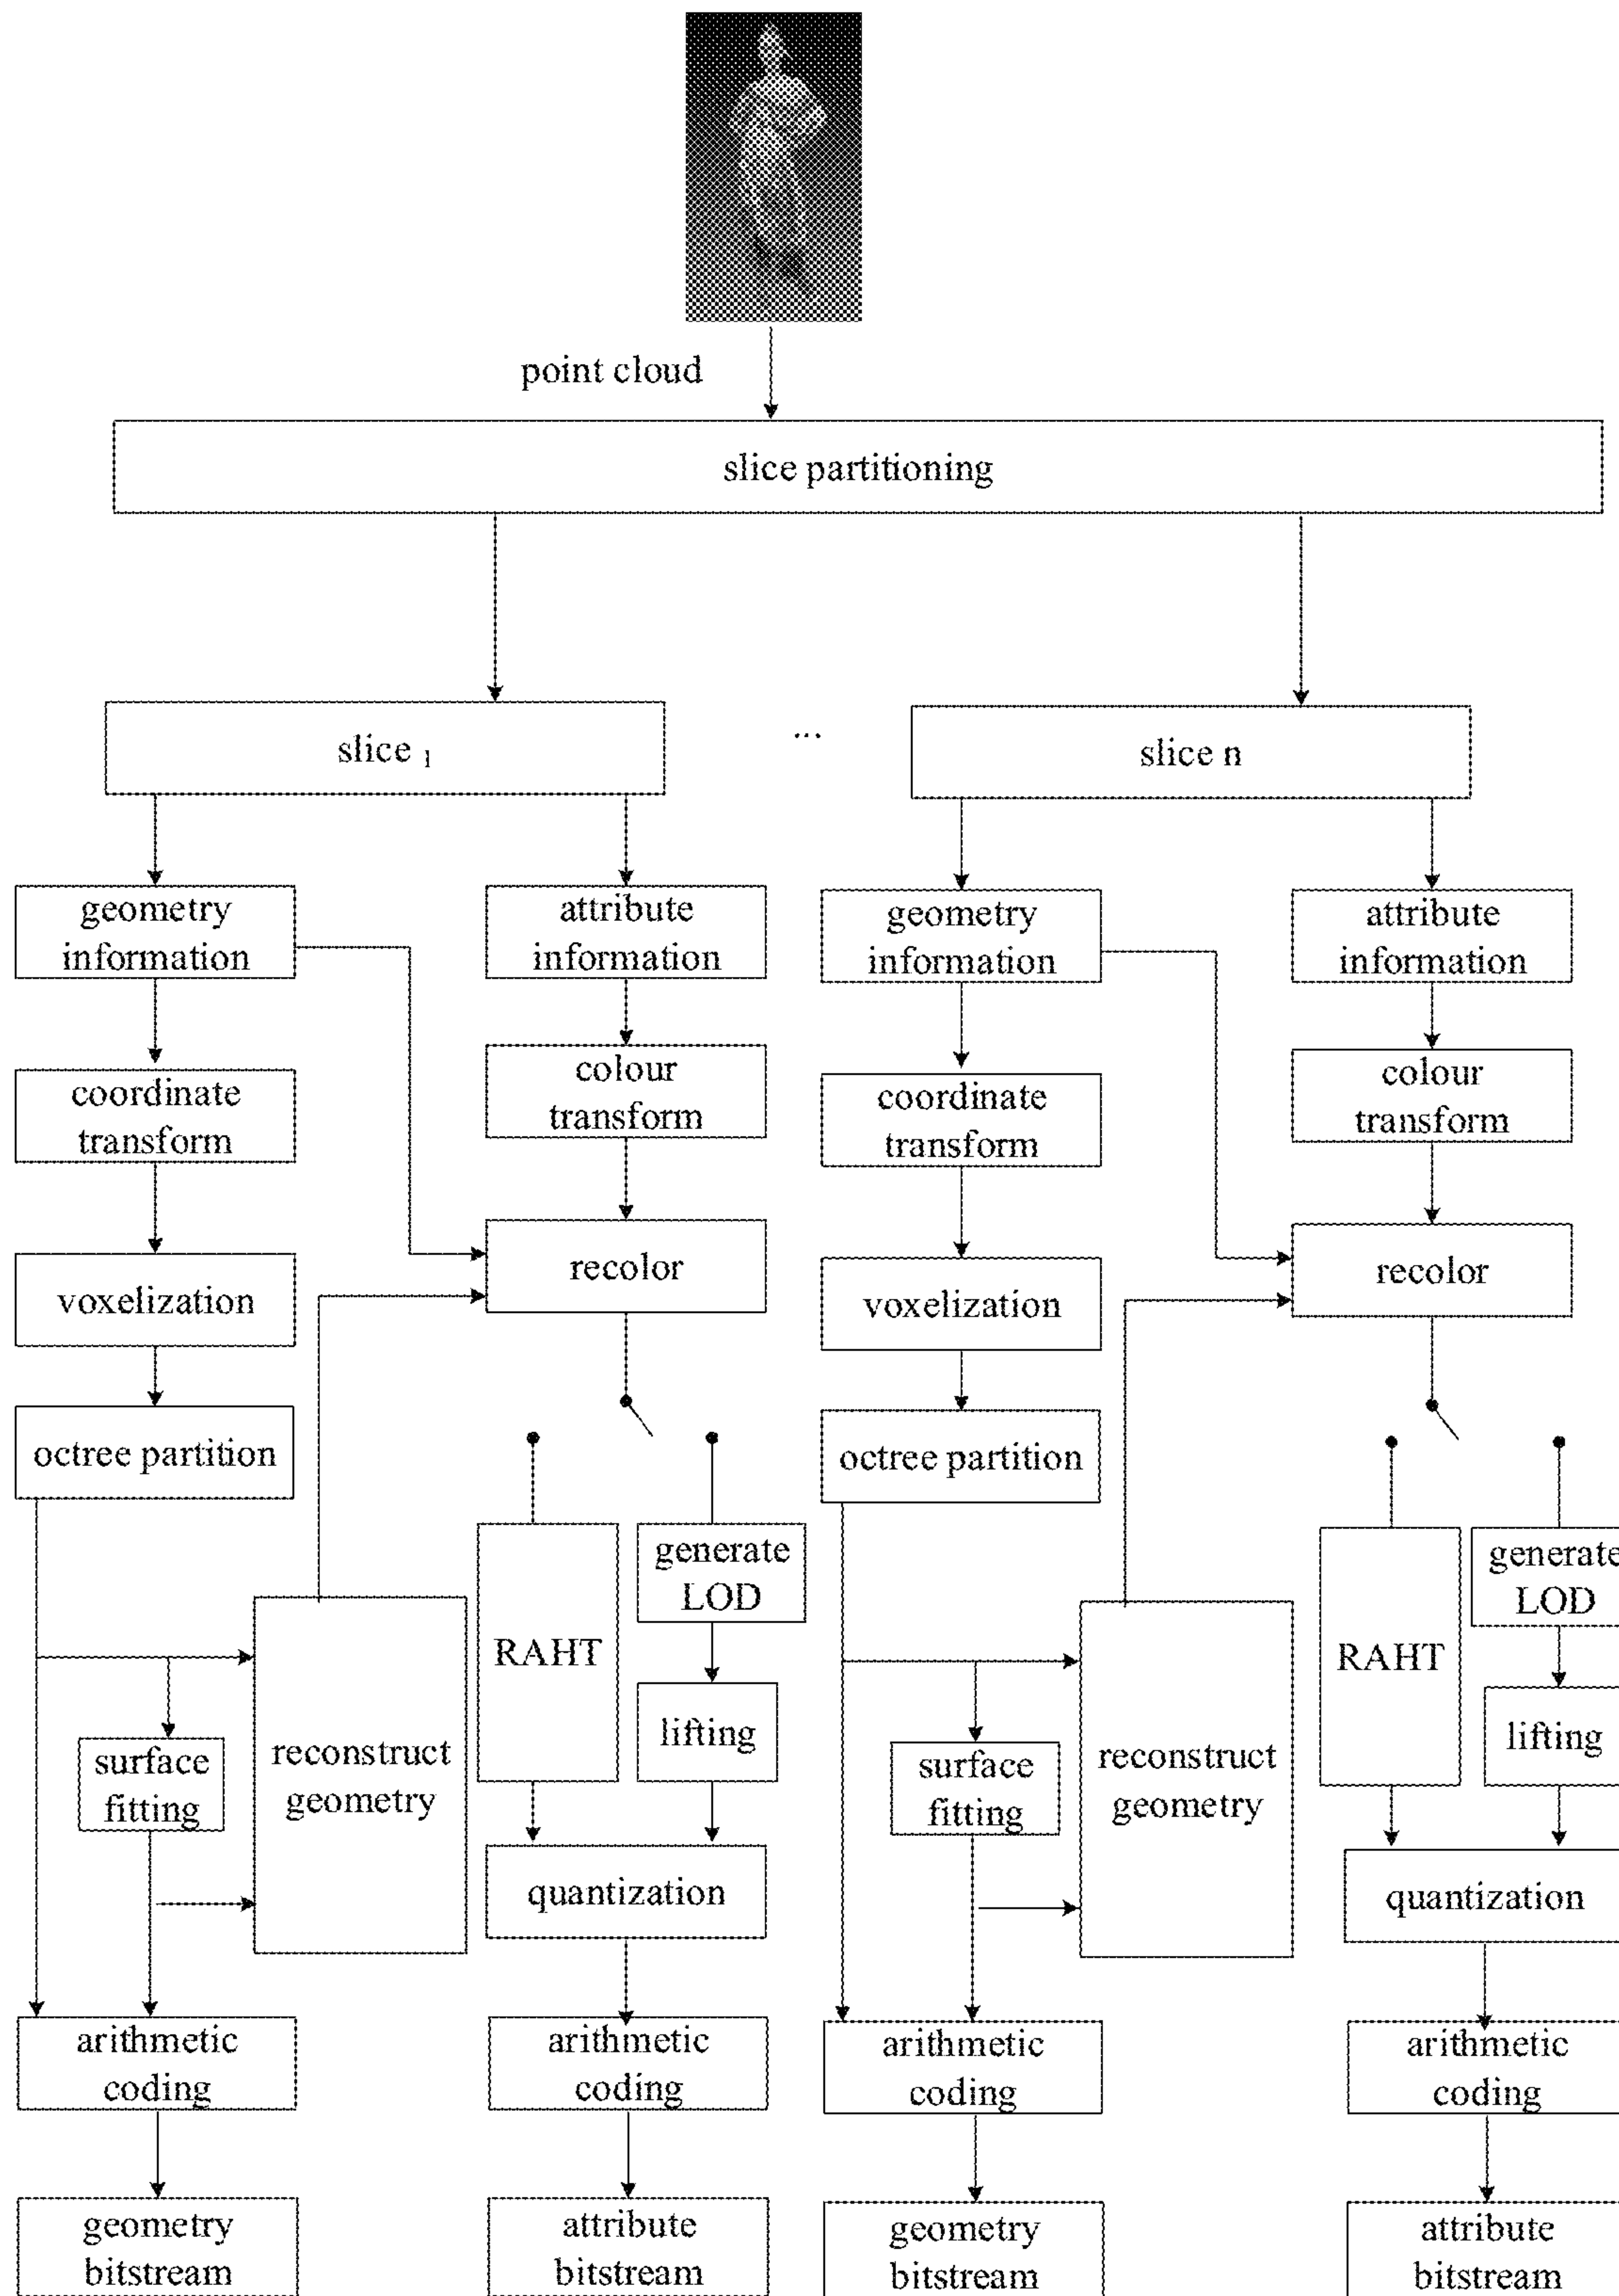 point cloud
slice partitioning
slice 1
...
slice n
geometry
information
attribute
information
geometry
information
attribute
information
coordinate
transform
colour
transform
coordinate
transform
colour
transform
voxelization
recolor
voxelization
recolor
octree partition
octree partition
RAHT
generate
LOD
RAHT
generate
LOD
surface
fitting
reconstruct
geometry
lifting
surface
fitting
reconstruct
geometry
lifting
quantization
quantization
arithmetic
coding
arithmetic
coding
arithmetic
coding
arithmetic
coding
geometry
bitstream
attribute
bitstream
geometry
bitstream
attribute
bitstream